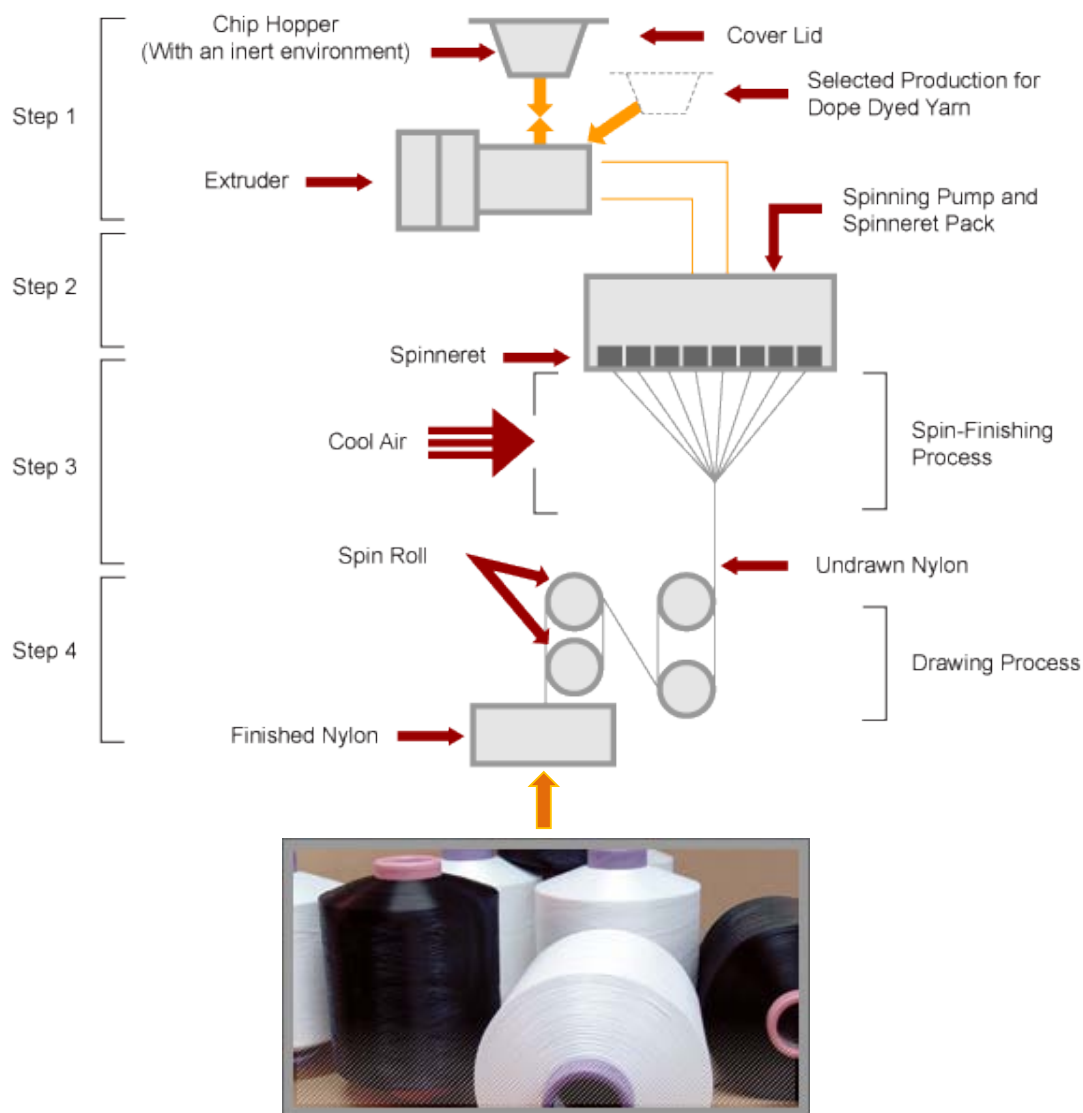 Chip Hopper
(With an inert environment)
Cover Lid
Selected Production for
Dope Dyed Yarn
Step 1
Extruder
Spinning Pump and
Spinneret Pack
Step 2
Spinneret
Cool Air
Spin-Finishing
Process
Step 3
Spin Roll
Undrawn Nylon
Step 4
Drawing Process
Finished Nylon